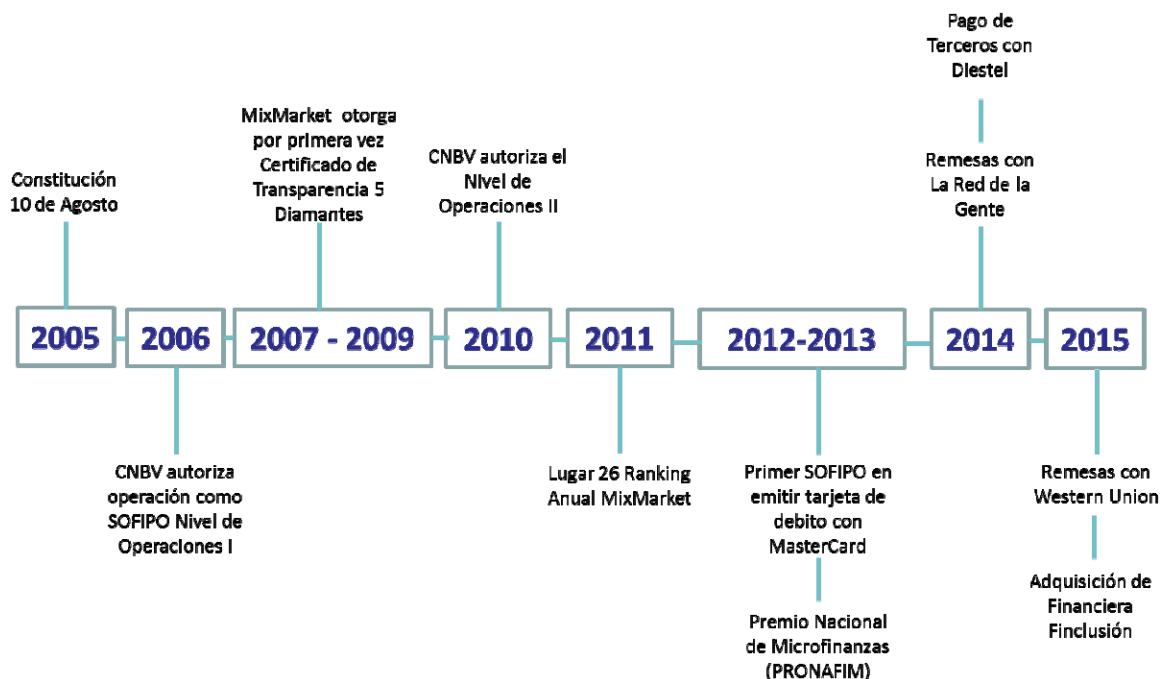 Constitución
10 de Agosto
2005
2006
CNBV autoriza
operación como
SOFIPO Nivel de
Operaciones I
MixMarket otorga
por primera vez
Certificado de
Transparencia 5
Diamantes
2007 - 2009
CNBV autoriza el
Nivel de
Operaciones II
2010
2011
Lugar 26 Ranking
Anual MixMarket
2012-2013
Primer SOFIPO en
emitir tarjeta de
debito con
MasterCard
Premio Nacional
de Microfinanzas
(PRONAFIM)
Pago de
Terceros con
Diestel
Remesas con
La Red de la
Gente
2014
2015
Remesas con
Western Union
Adquisición de
Financiera
Finclusión